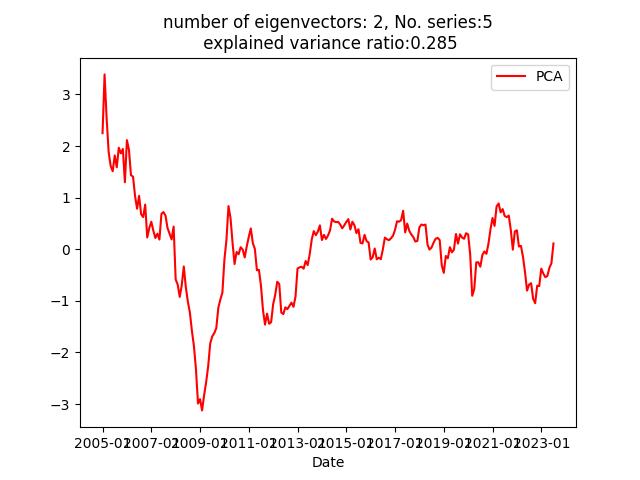 number of eigenvectors: 2, No. series:5
explained variance ratio:0.285
PCA
3
2
1
0
−1
−2
−3
2005-01 2007-01 2009-01 2011-01 2013-01 2015-01 2017-01 2019-01 2021-01 2023-01
Date